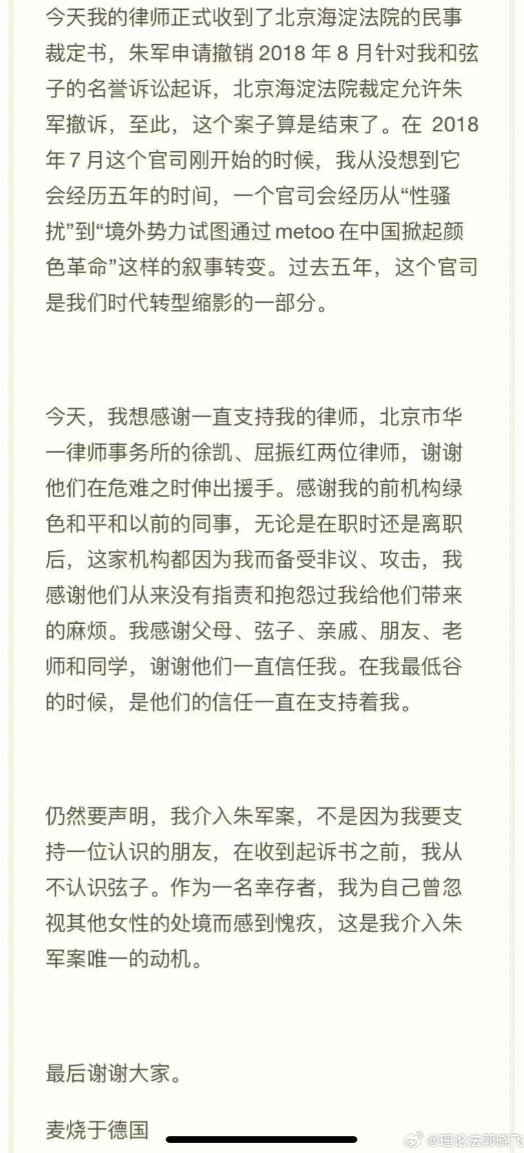 今天我的律师正式收到了北京海淀法院的民事
裁定书，朱军申请撤销 2018 年 8 月针对我和弦
子的名誉诉讼起诉，北京海淀法院裁定允许朱
军撤诉，至此，这个案子算是结束了。在 2018
年 7 月这个官司刚开始的时候，我从没想到它
会经历五年的时间，一个官司会经历从“性骚
扰”到“境外势力试图通过 metoo 在中国掀起颜
色革命”这样的叙事转变。过去五年，这个官司
是我们时代转型缩影的一部分。
今天，我想感谢一直支持我的律师，北京市华
一律师事务所的徐凯、屈振红两位律师，谢谢
他们在危难之时伸出援手。感谢我的前机构绿
色和平和以前的同事，无论是在职时还是离职
后，这家机构都因为我而备受非议、攻击，我
感谢他们从来没有指责和抱怨过我给他们带来
的麻烦。我感谢父母、弦子、亲戚、朋友、老
师和同学，谢谢他们一直信任我。在我最低谷
的时候，是他们的信任一直在支持着我。
仍然要声明，我介入朱军案，不是因为我要支
持一位认识的朋友，在收到起诉书之前，我从
不认识弦子。作为一名幸存者，我为自己曾忽
视其他女性的处境而感到愧疚，这是我介入朱
军案唯一的动机。
最后谢谢大家。
麦烧于德国
@理论法郭晓飞